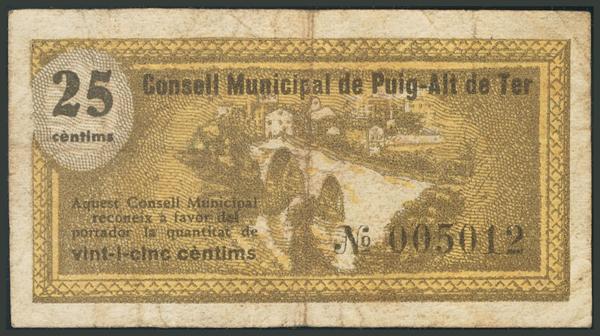 25
cèntims
Consell Municipal de Puig-Alt de Ter
Aquest Consell Municipal
reconeix a favor del
portador la quantitat de
vint-i-cinc cèntims
№ 005012